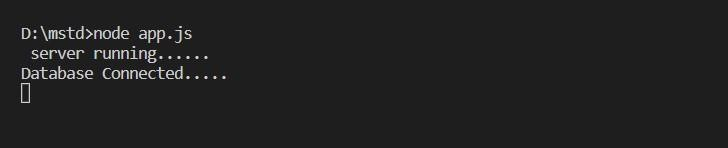 D:\mstd>node app.js
server running......
Database Connected.....